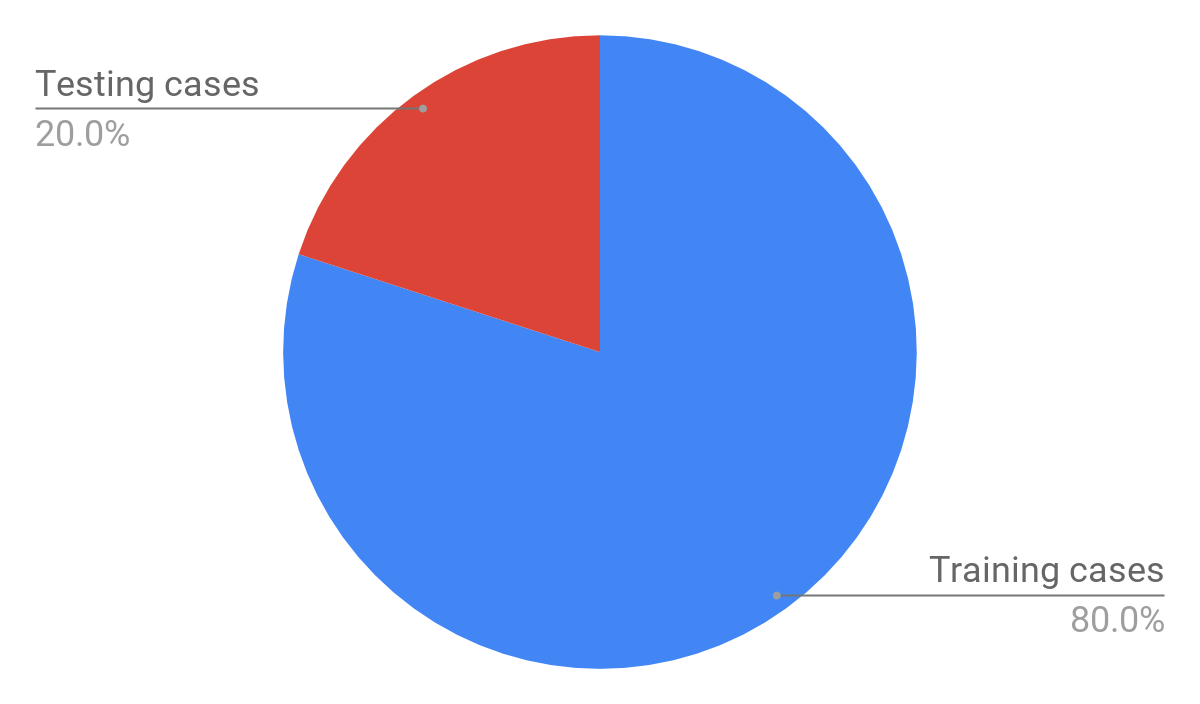 Testing cases
20.0%
Training cases
80.0%